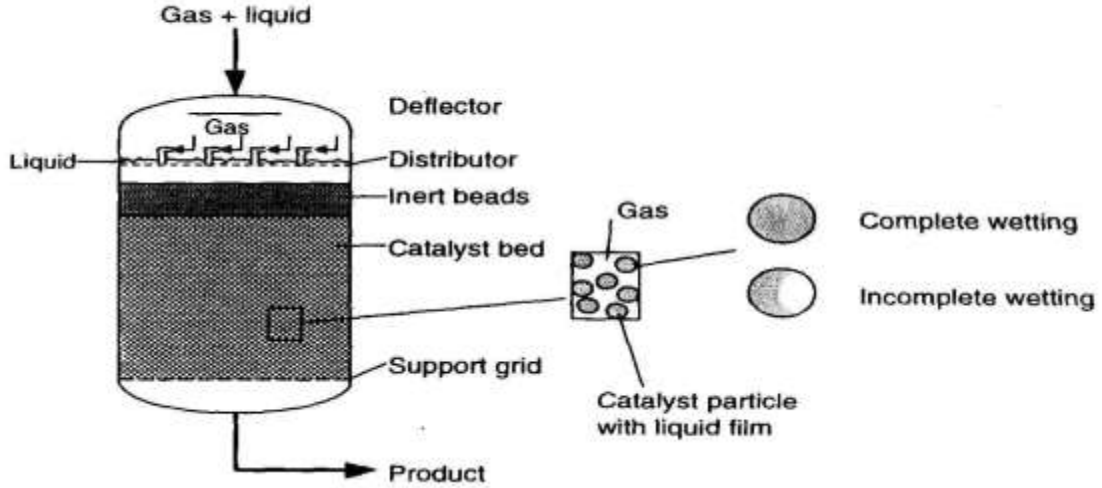 Gas + liquid
Deflector
Gas
Liquid
Distributor
Inert beads
Catalyst bed
Support grid
Product
Gas
Complete wetting
Incomplete wetting
Catalyst particle
with liquid film